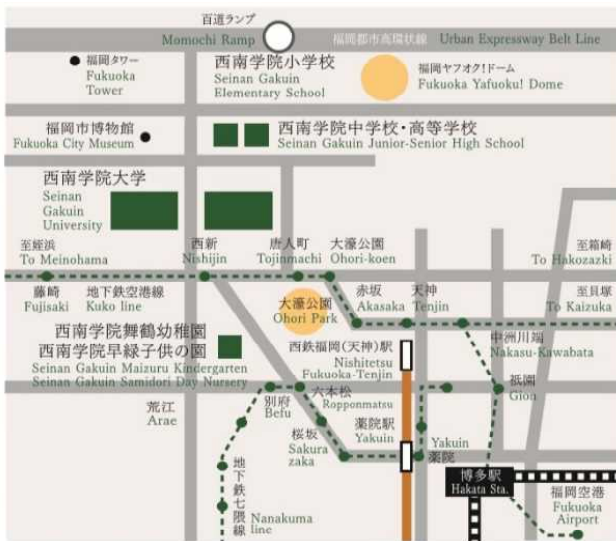 百道ランプ
Momochi Ramp
福岡都市高環状線 Urban Expressway Belt Line
福岡タワー
Fukuoka
Tower
西南学院小学校
Seinan Gakuin
Elementary School
福岡ヤフオク!ドーム
Fukuoka Yafuoku! Dome
福岡市博物館
Fukuoka City Museum
西南学院中学校・高等学校
Seinan Gakuin Junior-Senior High School
西南学院大学
Seinan
Gakuin
University
至姪浜
To Meinohama
西新
Nishijin
唐人町
Tojinmachi
大濠公園
Ohori-koen
至箱崎
To Hakozazki
藤崎
Fujisaki
地下鉄空港線
Kuko line
大濠公園
Ohori Park
赤坂
Akasaka
天神
Tenjin
至貝塚
To Kaizuka
西南学院舞鶴幼稚園
西南学院早緑子供の園
Seinan Gakuin Maizuru Kindergarten
Seinan Gakuin Samidori Day Nursery
西鉄福岡(天神)駅
Nishitetsu
Fukuoka-Tenjin
中洲川端
Nakasu-Kawabata
祇園
Gion
荒江
Arae
別府
Befu
六本松
Ropponmatsu
桜坂
Sakura
zaka
薬院駅
Yakuin
Yakuin
薬院
地下鉄七隈線
Nanakuma
line
博多駅
Hakata Sta.
福岡空港
Fukuoka
Airport